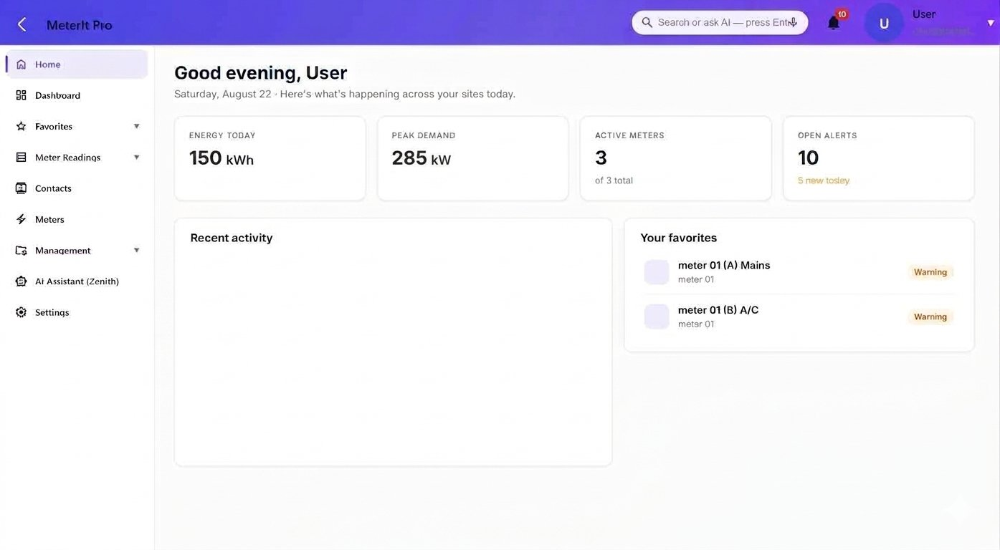 MeterIt Pro
Search or ask AI — press Ent
10
U
User
Home
Dashboard
Favorites
Meter Readings
Contacts
Meters
Management
AI Assistant (Zenith)
Settings
Good evening, User
Saturday, August 22 · Here's what's happening across your sites today.
ENERGY TODAY
150 kWh
PEAK DEMAND
285 kW
ACTIVE METERS
3
of 3 total
OPEN ALERTS
10
5 new tosley
Recent activity
Your favorites
meter 01 (A) Mains
meter 01
Warning
meter 01 (B) A/C
meter 01
Warning